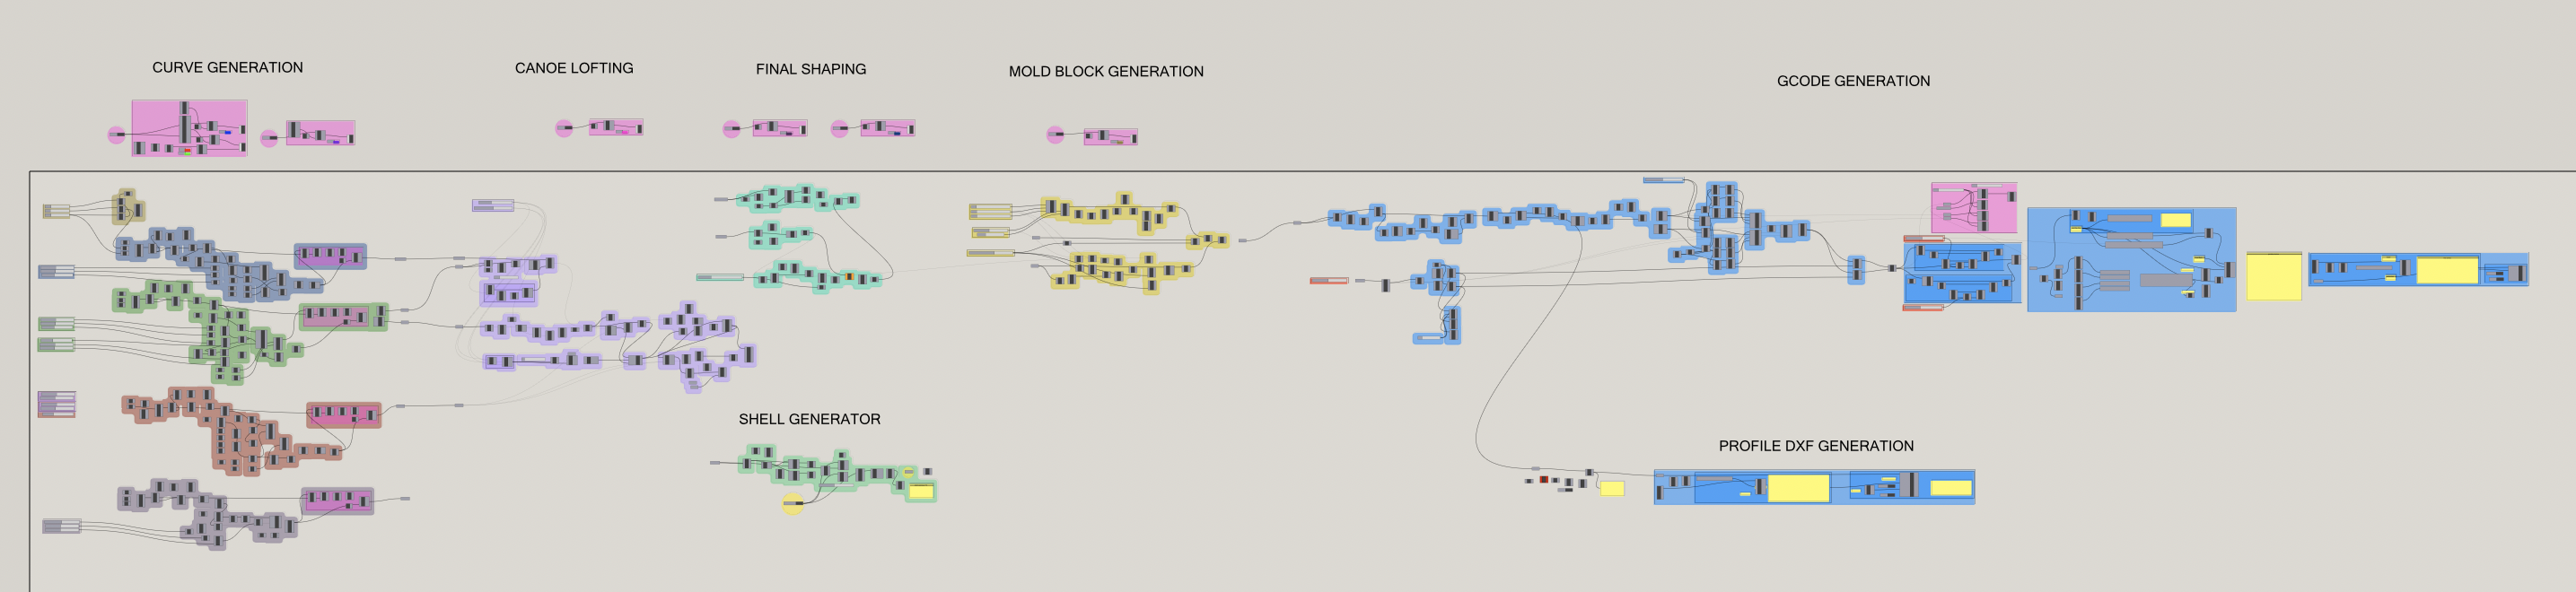 CURVE GENERATION
CANOE LOFTING
FINAL SHAPING
MOLD BLOCK GENERATION
GCODE GENERATION
SHELL GENERATOR
PROFILE DXF GENERATION